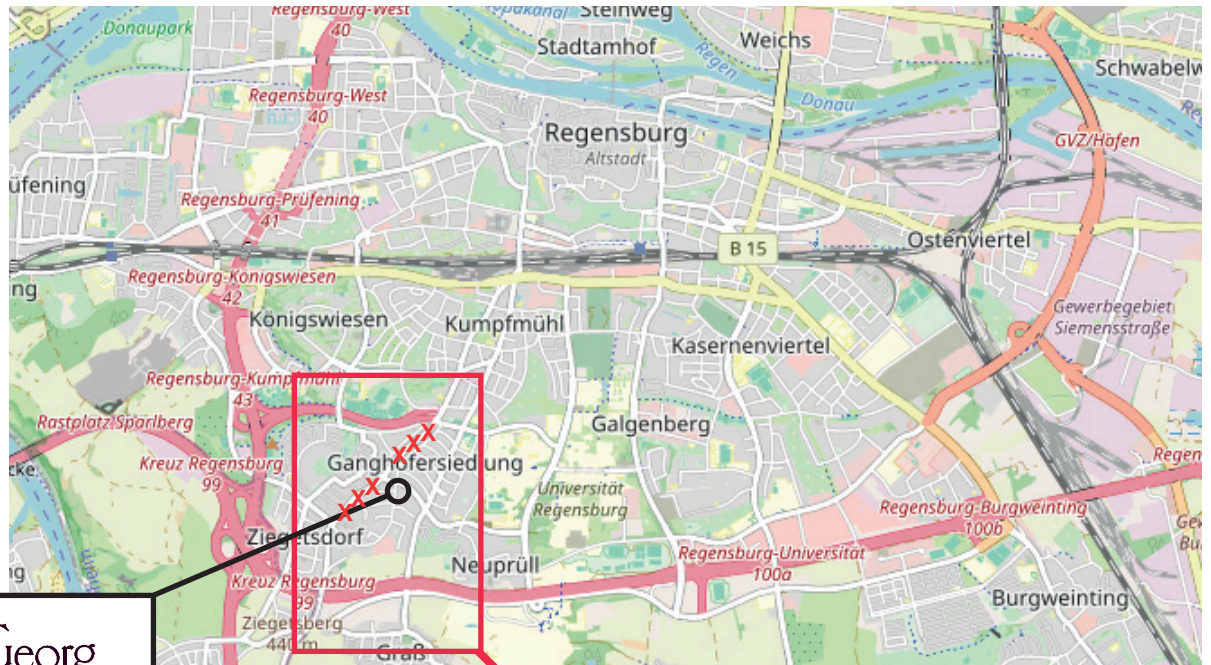 Regensburg-West
40
Steinweg
Donaupark
Stadtamhof
Weichs
Regen
Regensburg-West
40
Donau
Regensburg
Altstadt
GVZ/Hafen
Regensburg-Prüfening
41
B 15
Ostenviertel
Regensburg-Königswiesen
42
Königswiesen
Kumpfmühl
Gewerbegebiet
Siemensstraße
Kasernenviertel
Regensburg-Kumpfmühl
43
Rastplatz Sparlberg
Galgenberg
X
X
X
Kreuz Regensburg
99
Ganghofersiedlung
X
X
X
Universität
Regensburg
Regensburg-Burgweinting
100b
Ziegetsdorf
Neuprüll
Regensburg-Universität
100a
Kreuz Regensburg
99
Burgweinting
Ziegetsberg
440 m
Graß